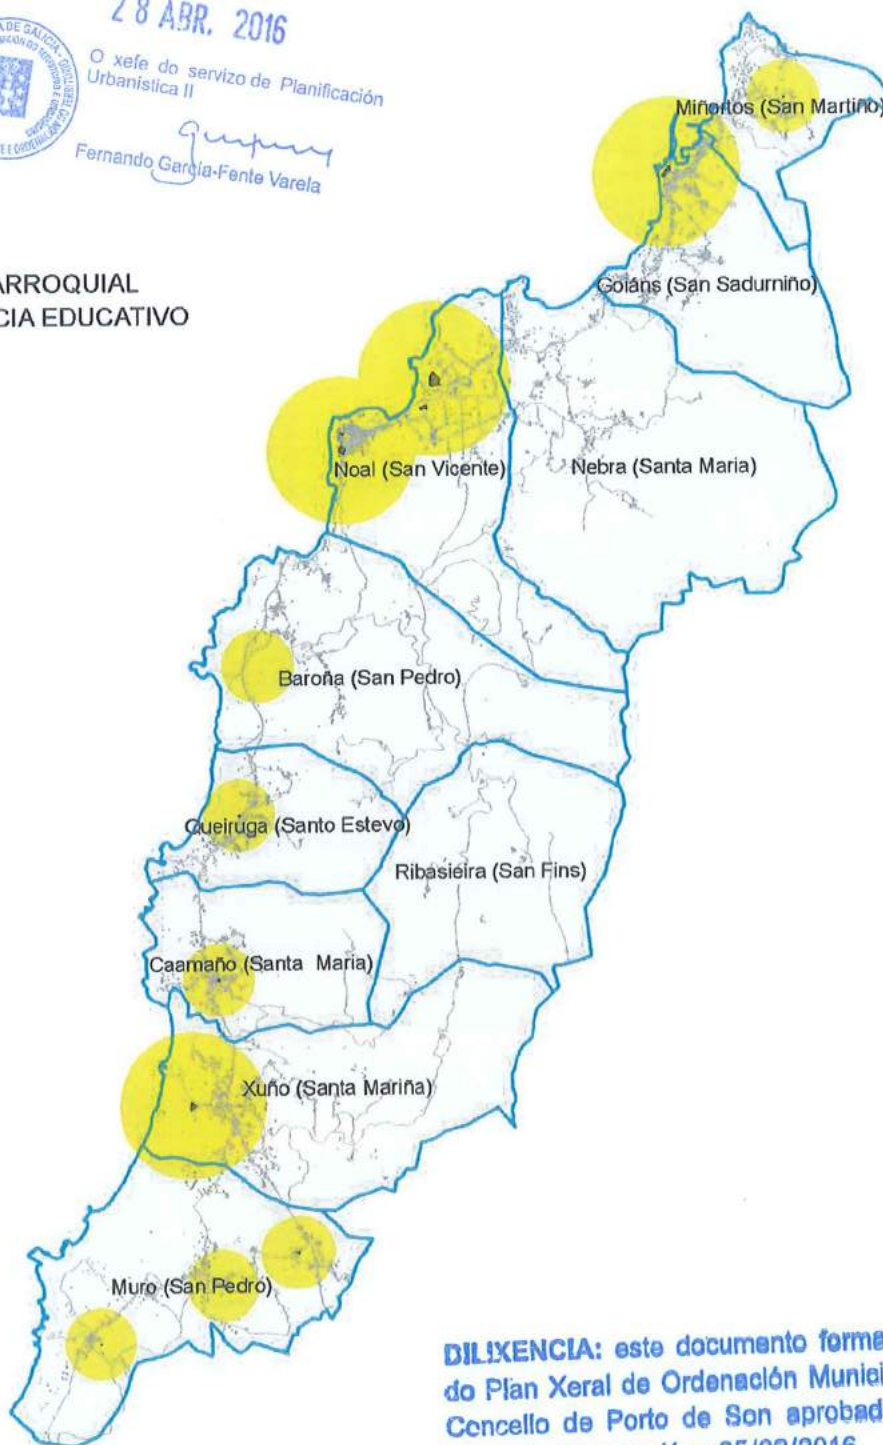 28 ABR. 2016
O xefe do servizo de Planificación
Urbanística II
Fernando García-Fente Varela
ARROQUIAL
CIA EDUCATIVO
Miñortos (San Martiño)
Goiáns (San Sadurniño)
Noal (San Vicente)
Nebra (Santa Maria)
Baroña (San Pedro)
Queiruga (Santo Estevo)
Ribasieira (San Fins)
Caamaño (Santa Maria)
Xuño (Santa Mariña)
Muro (San Pedro)
DILIXENCIA: este documento forma
do Plan Xeral de Ordenación Munici
Concello de Porto de Son aprobad